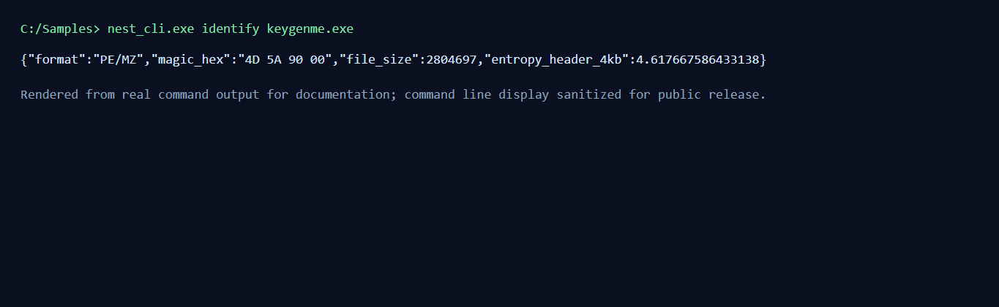 C:/Samples> nest_cli.exe identify keygenme.exe
{"format":"PE/MZ","magic_hex":"4D 5A 90 00","file_size":2804697,"entropy_header_4kb":4.617667586433138}
Rendered from real command output for documentation; command line display sanitized for public release.